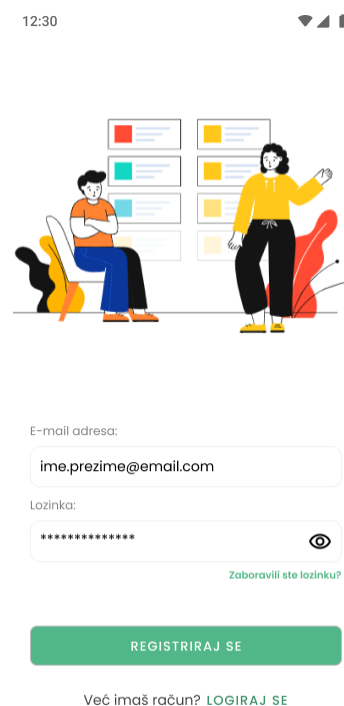 12:30
E-mail adresa:
ime.prezime@email.com
Lozinka:
**************
Zaboravili ste lozinku?
REGISTRIRAJ SE
Već imaš račun? LOGIRAJ SE